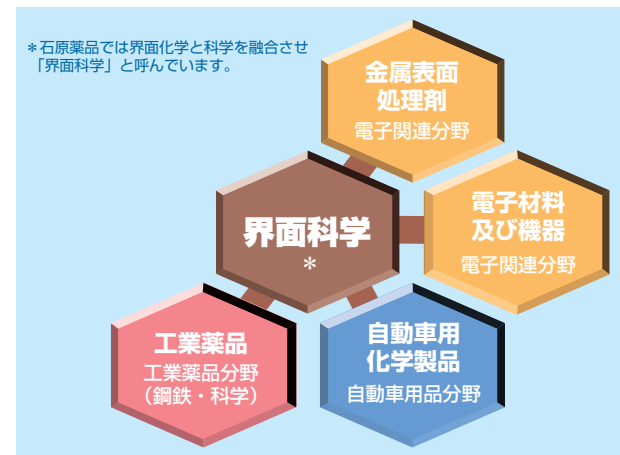 ＊石原薬品では界面化学と科学を融合させ
「界面科学」と呼んでいます。
金属表面
処理剤
電子関連分野
電子材料
及び機器
電子関連分野
界面科学
＊
自動車用
化学製品
自動車用品分野
工業薬品
工業薬品分野
（鋼鉄・科学）